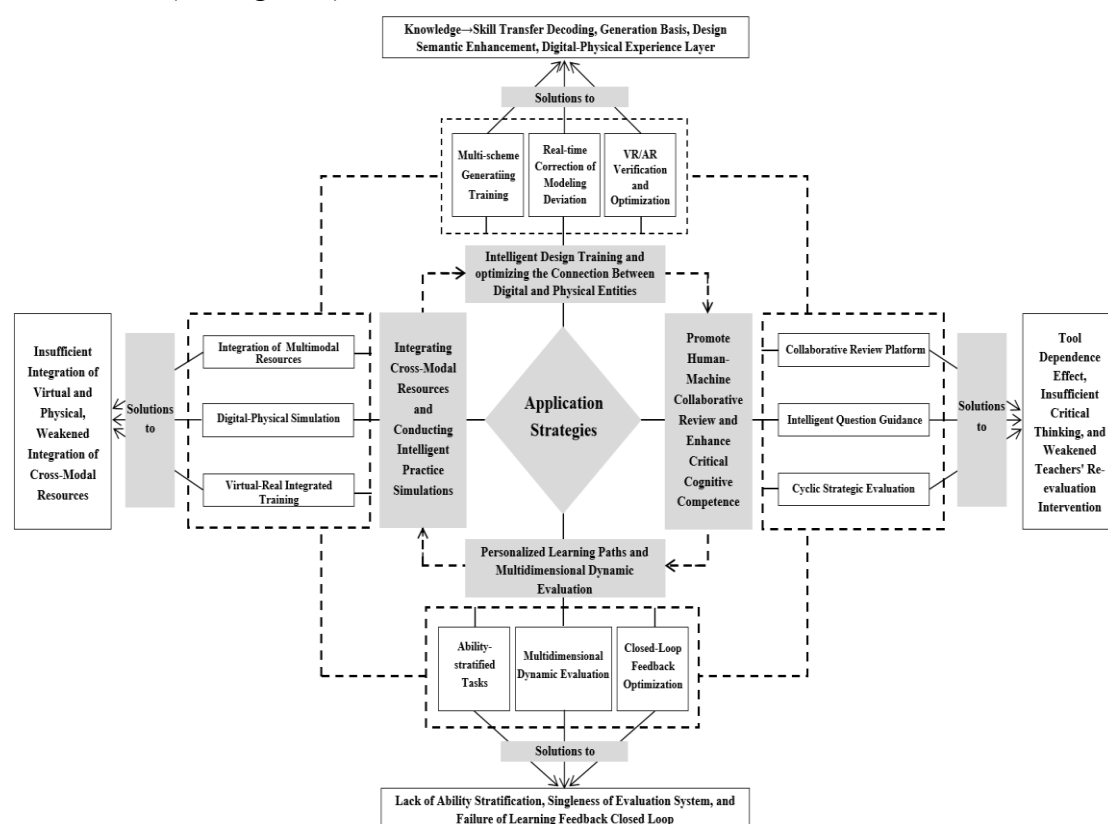 Knowledge→Skill Transfer Decoding, Generation Basis, Design
Semantic Enhancement, Digital-Physical Experience Layer
Solutions to
Multi-scheme
Generatiing
Training
Real-time
Correction of
Modeling
Deviation
VR/AR
Verification
and
Optimization
Intelligent Design Training and
optimizing the Connection Between
Digital and Physical Entities
Insufficient
Integration of
Virtual and
Physical,
Weakened
Integration of
Cross-Modal
Resources
Solutions
to
Integration of Multimodal
Resources
Digital-Physical Simulation
Virtual-Real Integrated
Training
Integrating
Cross-Modal
Resources
and
Conducting
Intelligent
Practice
Simulations
Application
Strategies
Promote
Human-
Machine
Collaborative
Review and
Enhance
Critical
Cognitive
Competence
Collaborative Review Platform
Intelligent Question Guidance
Cyclic Strategic Evaluation
Solutions
to
Tool
Dependence
Effect,
Insufficient
Critical
Thinking, and
Weakened
Teachers' Re-
evaluation
Intervention
Personalized Learning Paths and
Multidimensional Dynamic
Evaluation
Ability-
stratified
Tasks
Multidimensional
Dynamic Evaluation
Closed-Loop
Feedback
Optimization
Solutions to
Lack of Ability Stratification, Singleness of Evaluation System, and
Failure of Learning Feedback Closed Loop